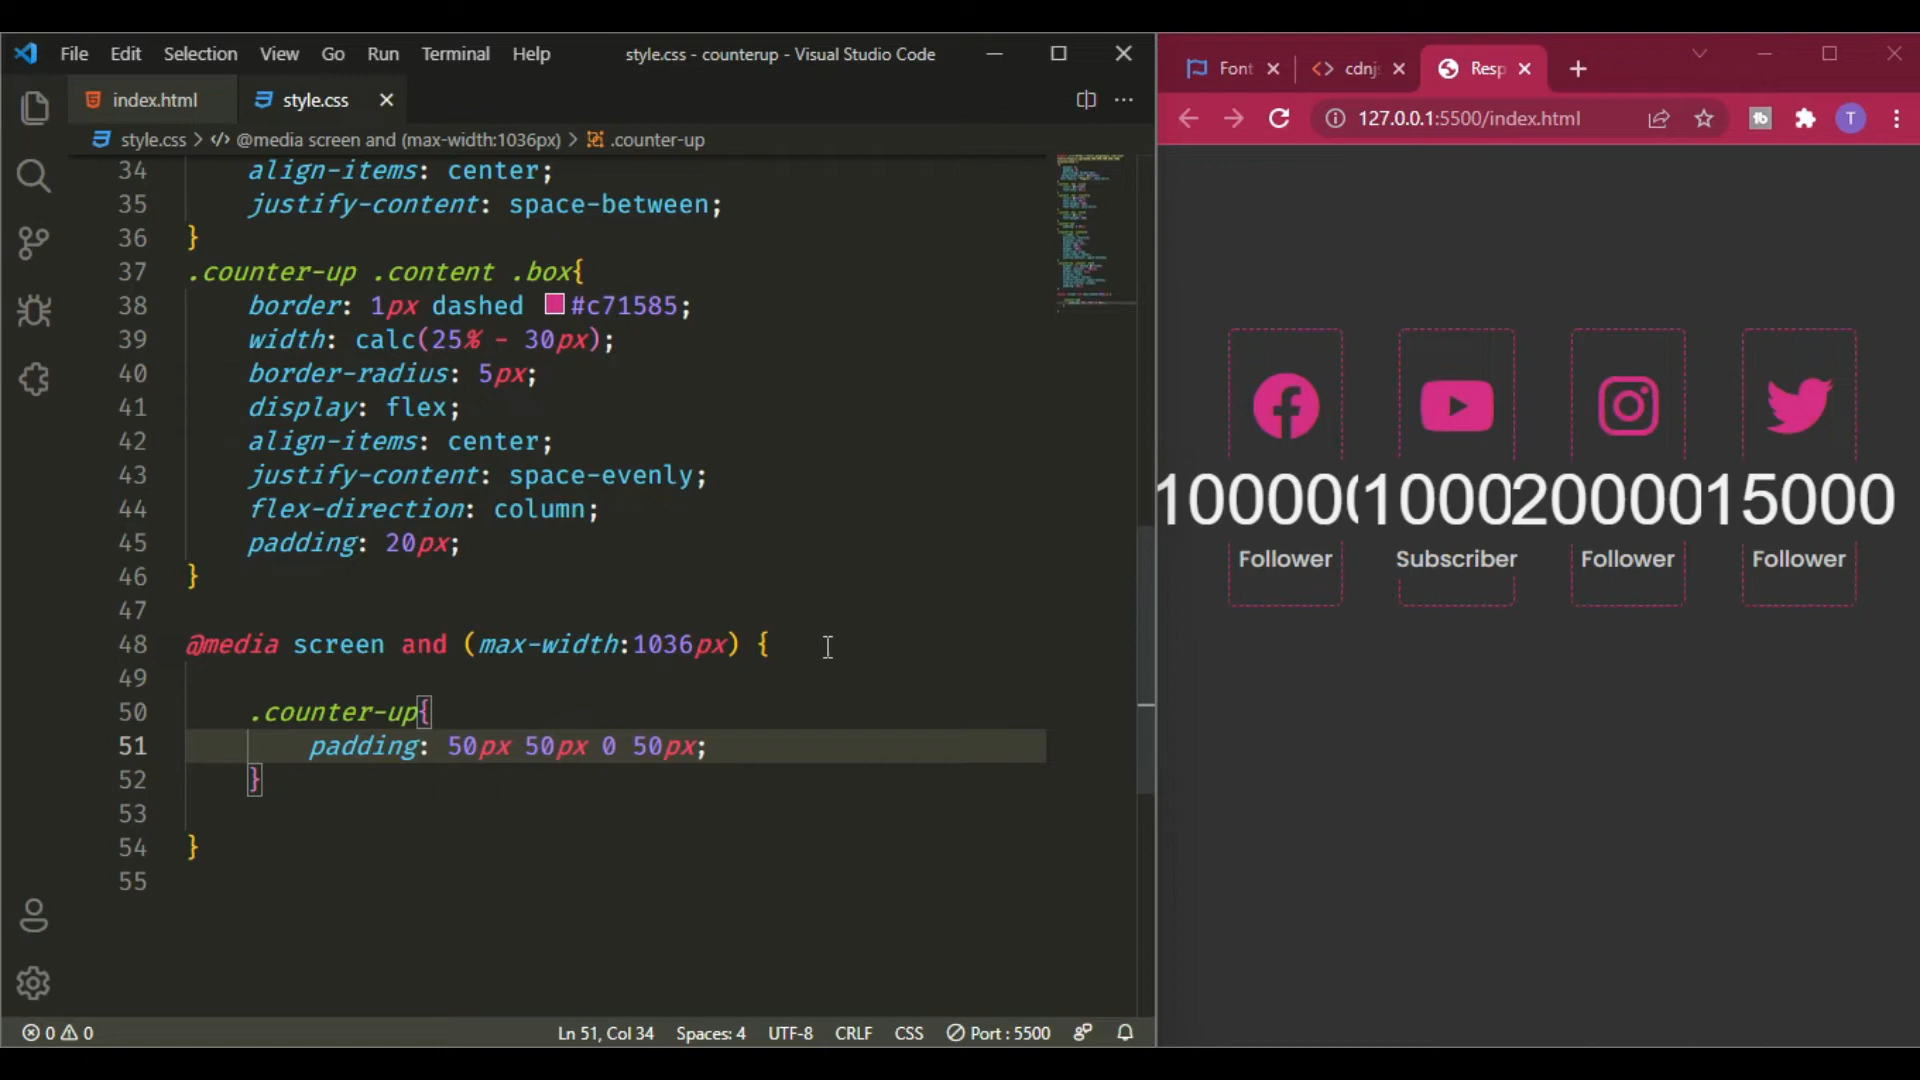 File Edit Selection View Go Run Terminal Help
style.css - counterup - Visual Studio Code
index.html
style.css
style.css > @media screen and (max-width:1036px) > .counter-up
34 align-items: center;
35 justify-content: space-between;
36 }
37 .counter-up .content .box{
38 border: 1px dashed #c71585;
39 width: calc(25% - 30px);
40 border-radius: 5px;
41 display: flex;
42 align-items: center;
43 justify-content: space-evenly;
44 flex-direction: column;
45 padding: 20px;
46 }
47
48 @media screen and (max-width:1036px) {
49
50 .counter-up{
51 padding: 50px 50px 0 50px;
52 }
53
54 }
55
0 0
Ln 51, Col 34 Spaces: 4 UTF-8 CRLF CSS Port : 5500
Font cdnj Resp
127.0.0.1:5500/index.html
T
100000 1000 20000 15000
Follower Subscriber Follower Follower